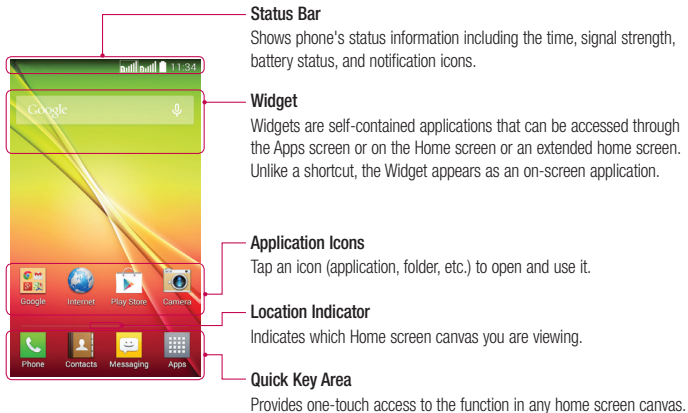 Status Bar
Shows phone's status information including the time, signal strength,
battery status, and notification icons.
11:34
Google
Widget
Widgets are self-contained applications that can be accessed through
the Apps screen or on the Home screen or an extended home screen.
Unlike a shortcut, the Widget appears as an on-screen application.
Application Icons
Tap an icon (application, folder, etc.) to open and use it.
Google Internet Play Store Camera
Location Indicator
Indicates which Home screen canvas you are viewing.
Phone Contacts Messaging Apps
Quick Key Area
Provides one-touch access to the function in any home screen canvas.